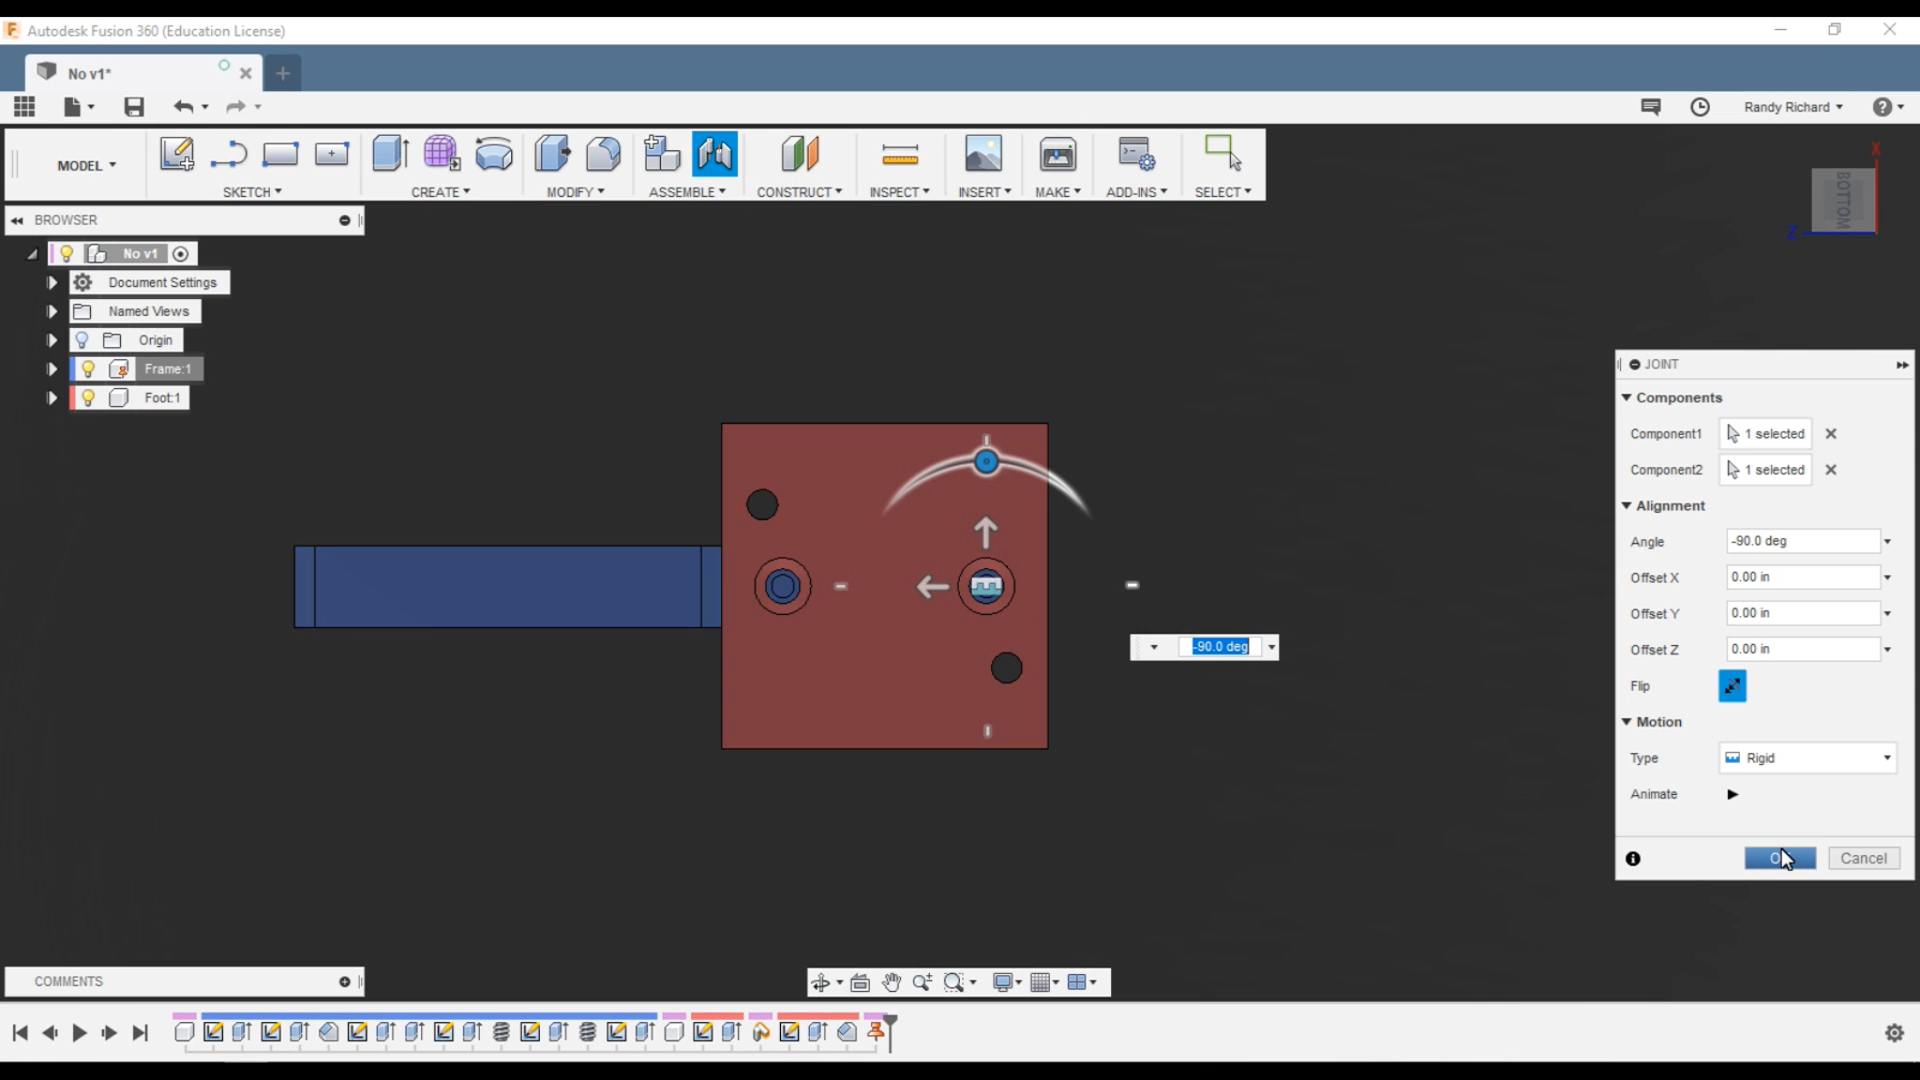 Autodesk Fusion 360 (Education License)
No v1*
Randy Richard
MODEL
SKETCH
CREATE
MODIFY
ASSEMBLE
CONSTRUCT
INSPECT
INSERT
MAKE
ADD-INS
SELECT
X
BOTTOM
Z
BROWSER
No v1
Document Settings
Named Views
Origin
Frame:1
Foot:1
JOINT
Components
Component1 1 selected
Component2 1 selected
Alignment
Angle -90.0 deg
Offset X 0.00 in
Offset Y 0.00 in
-90.0 deg
Offset Z 0.00 in
Flip
Motion
Type Rigid
Animate
Cancel
COMMENTS